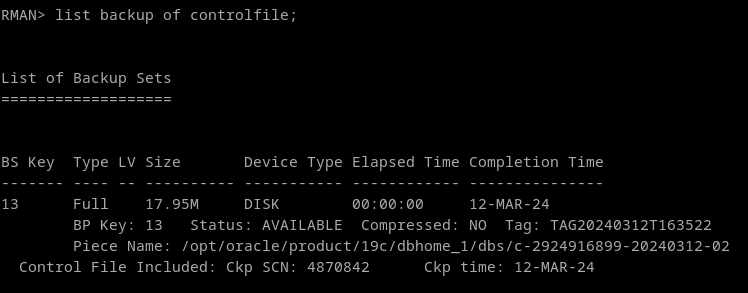 RMAN> list backup of controlfile;
List of Backup Sets
===================
BS Key  Type LV Size       Device Type Elapsed Time Completion Time
------- ---- -- ---------- ----------- ------------ ---------------
13      Full    17.95M     DISK        00:00:00     12-MAR-24
        BP Key: 13   Status: AVAILABLE  Compressed: NO  Tag: TAG20240312T163522
        Piece Name: /opt/oracle/product/19c/dbhome_1/dbs/c-2924916899-20240312-02
  Control File Included: Ckp SCN: 4870842      Ckp time: 12-MAR-24